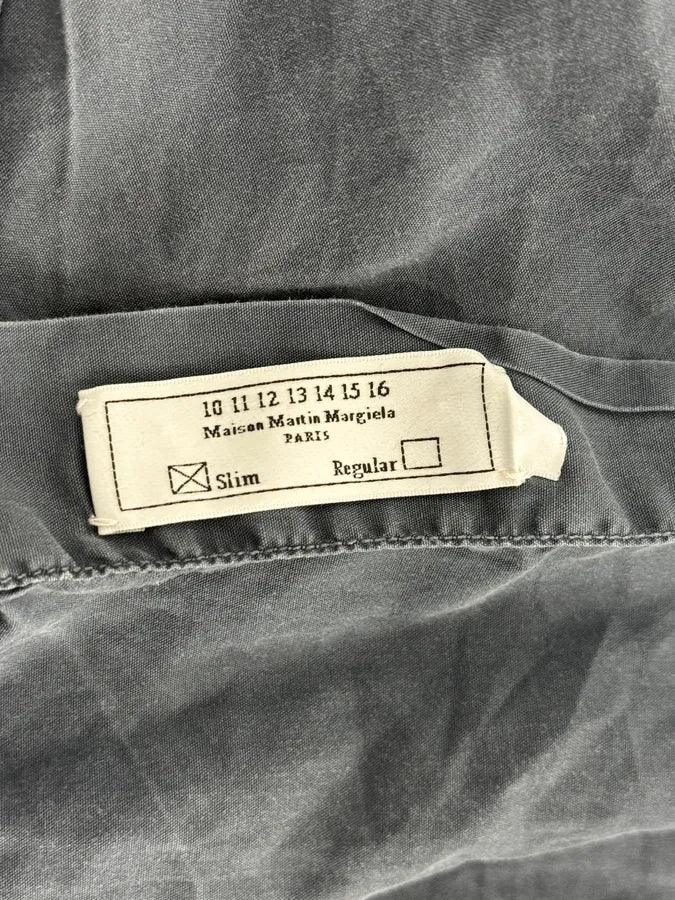 10 11 12 13 14 15 16
Maison Martin Margiela
PARIS
Slim Regular